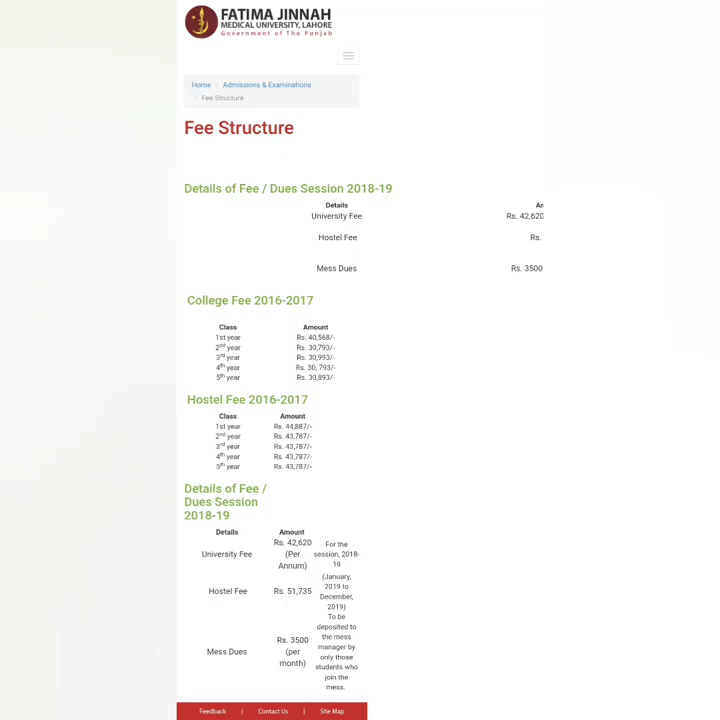 FATIMA JINNAH
MEDICAL UNIVERSITY, LAHORE
Government of The Punjab
Home / Admissions & Examinations
/ Fee Structure
Fee Structure
Details of Fee / Dues Session 2018-19
Details An
University Fee Rs. 42,620
Hostel Fee Rs.
Mess Dues Rs. 3500
College Fee 2016-2017
Class Amount
1st year Rs. 40,568/-
2nd year Rs. 30,793/-
3rd year Rs. 30,993/-
4th year Rs. 30, 793/-
5th year Rs. 30,893/-
Hostel Fee 2016-2017
Class Amount
1st year Rs. 44,887/-
2nd year Rs. 43,787/-
3rd year Rs. 43,787/-
4th year Rs. 43,787/-
5th year Rs. 43,787/-
Details of Fee /
Dues Session
2018-19
Details Amount
University Fee Rs. 42,620 (Per Annum) For the session, 2018-19
Hostel Fee Rs. 51,735 (January, 2019 to December, 2019)
Mess Dues Rs. 3500 (per month) To be deposited to the mess manager by only those students who join the mess.
Feedback | Contact Us | Site Map